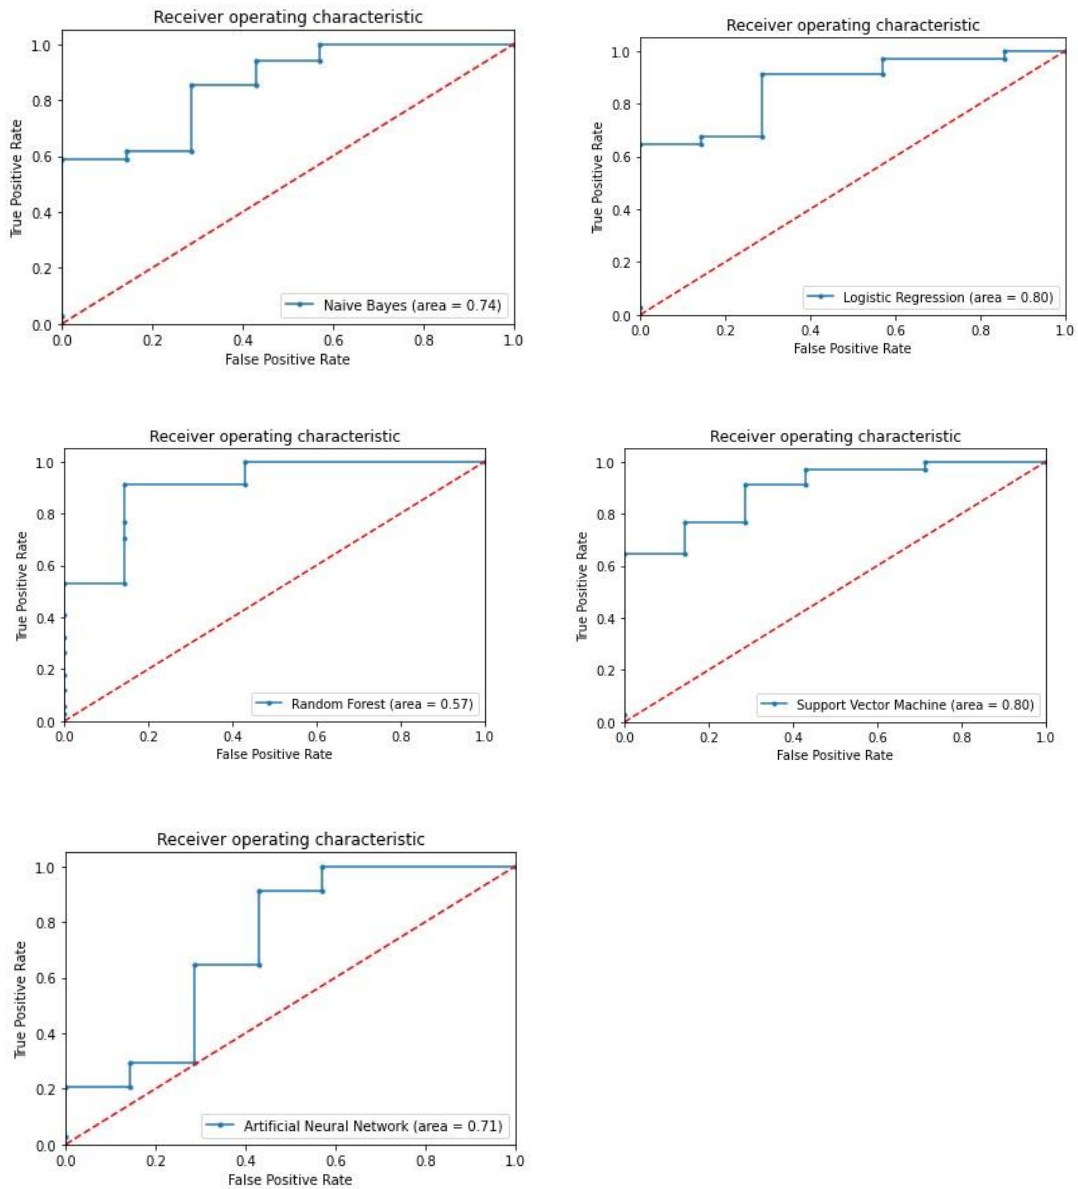 Receiver operating characteristic
1.0
0.8
0.6
0.4
0.2
0.0
True Positive Rate
Naive Bayes (area = 0.74)
0.0 0.2 0.4 0.6 0.8 1.0
False Positive Rate
Receiver operating characteristic
1.0
0.8
0.6
0.4
0.2
0.0
True Positive Rate
Logistic Regression (area = 0.80)
0.0 0.2 0.4 0.6 0.8 1.0
False Positive Rate
Receiver operating characteristic
1.0
0.8
0.6
0.4
0.2
0.0
True Positive Rate
Random Forest (area = 0.57)
0.0 0.2 0.4 0.6 0.8 1.0
False Positive Rate
Receiver operating characteristic
1.0
0.8
0.6
0.4
0.2
0.0
True Positive Rate
Support Vector Machine (area = 0.80)
0.0 0.2 0.4 0.6 0.8 1.0
False Positive Rate
Receiver operating characteristic
1.0
0.8
0.6
0.4
0.2
0.0
True Positive Rate
Artificial Neural Network (area = 0.71)
0.0 0.2 0.4 0.6 0.8 1.0
False Positive Rate